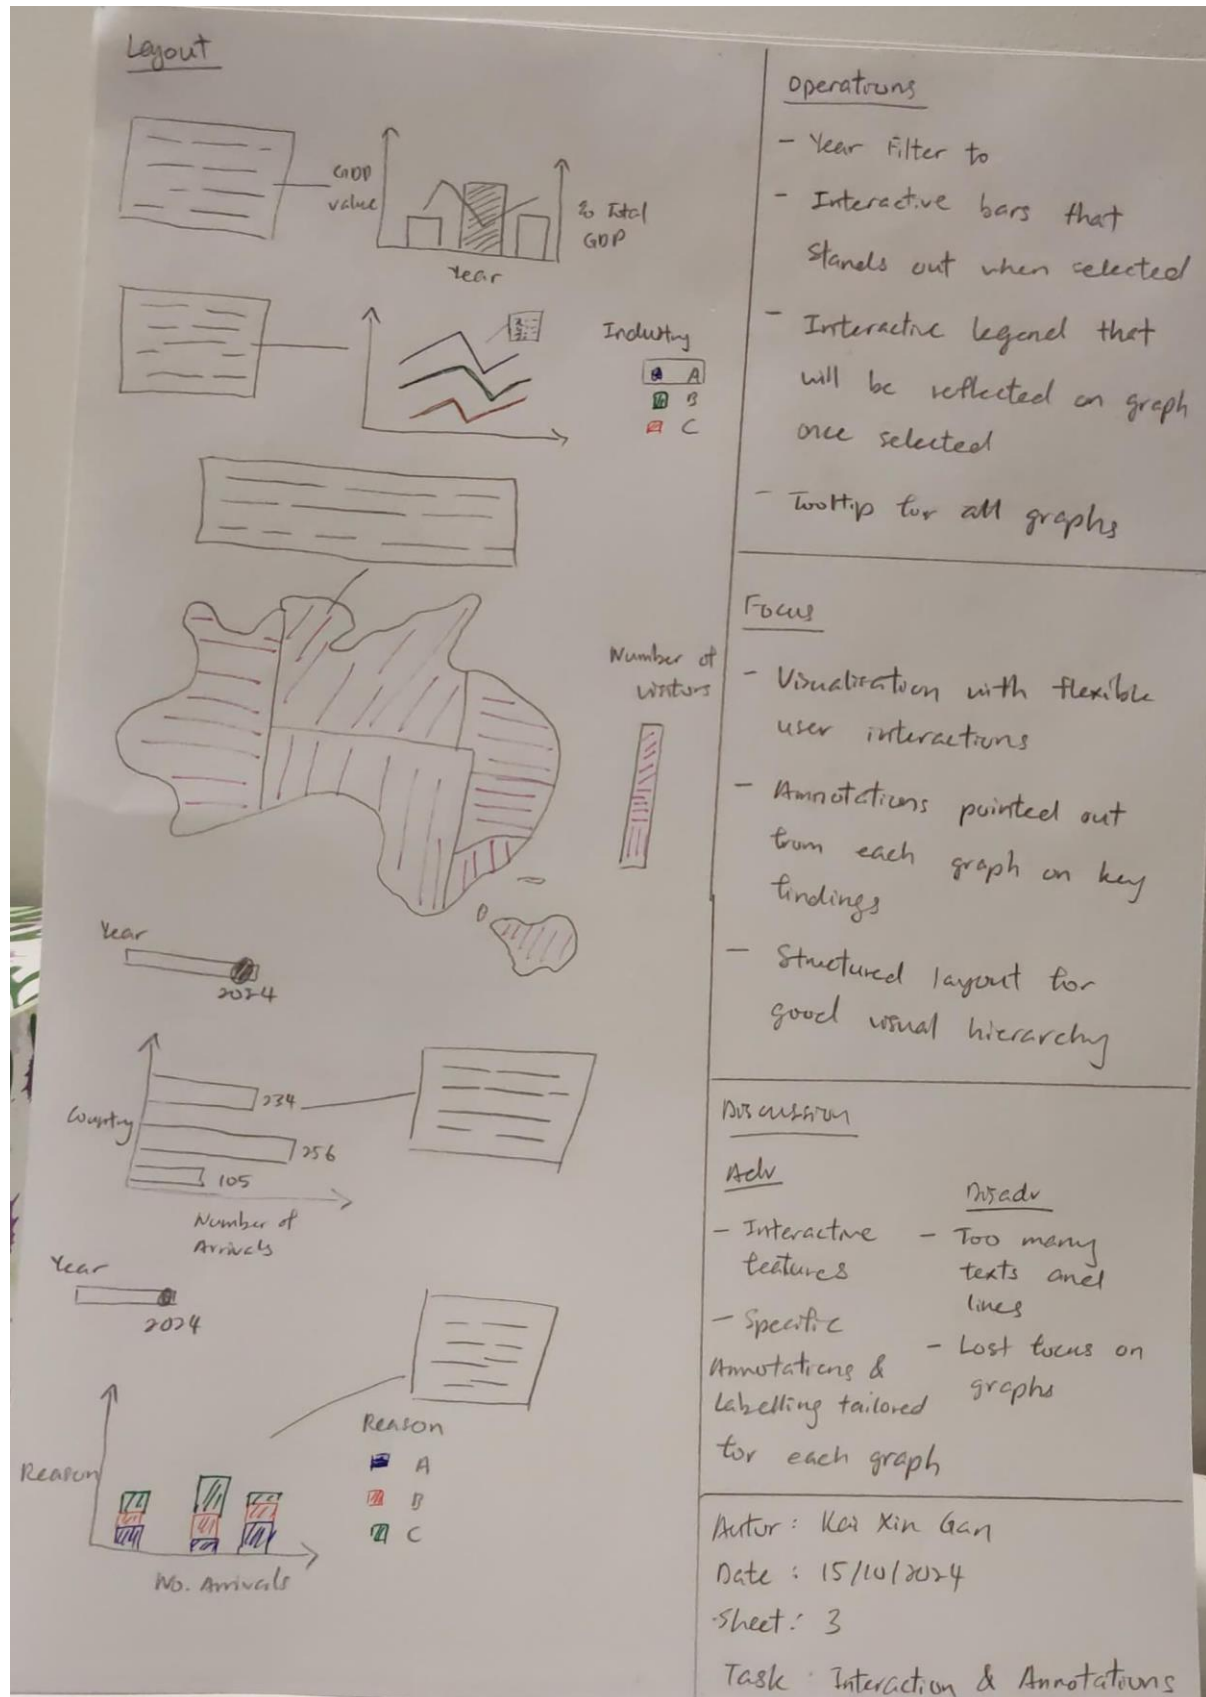 Layout
GDP
value
% Total
GDP
Year
Industry
A
B
C
Number of
visitors
Year
2024
Country
234
256
105
Number of
Arrivals
Year
2024
Reason
A
B
C
Reason
No. Arrivals
Operations
- Year Filter to
- Interactive bars that
stands out when selected
- Interactive legend that
will be reflected on graph
once selected
- Tooltip for all graphs
Focus
- Visualisation with flexible
user interactions
- Annotations pointed out
from each graph on key
findings
- Structured layout for
good visual hierarchy
Discussion
Adv
- Interactive
features
- Specific
Annotations &
Labelling tailored
for each graph
Disadv
- Too many
texts and
lines
- Lost focus on
graphs
Autor : Kai Xin Gan
Date : 15/10/2024
Sheet : 3
Task : Interaction & Annotations